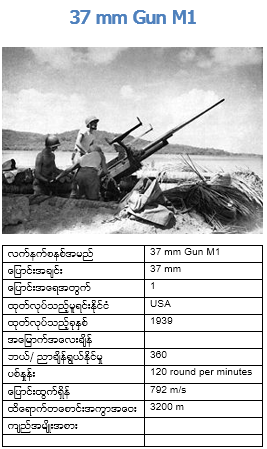 37 mm Gun M1
လက်နက်စနစ်အမည် 37 mm Gun M1
ပြောင်းအချင်း 37 mm
ပြောင်းအရေအတွက် 1
ထုတ်လုပ်သည့်မူရင်းနိုင်ငံ USA
ထုတ်လုပ်သည့်ခုနှစ် 1939
အမြောက်အလေးချိန်
ဘယ်/ ညာချိန်ရွယ်နိုင်မှု 360
ပစ်နှုန်း 120 round per minutes
ပြောင်းထွက်ရှိန် 792 m/s
ထိရောက်တစောင်းအကွာအဝေး 3200 m
ကျည်အမျိုးအစား